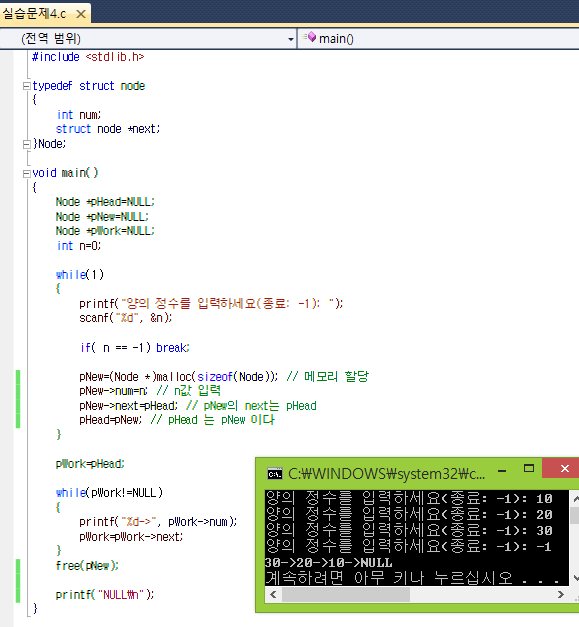 실습문제4.c
(전역 범위)
main()
#include <stdlib.h>
typedef struct node
{
int num;
struct node *next;
}Node;
void main()
{
Node *pHead=NULL;
Node *pNew=NULL;
Node *pWork=NULL;
int n=0;
while(1)
{
printf("양의 정수를 입력하세요(종료: -1): ");
scanf("%d", &n);
if( n == -1) break;
pNew=(Node *)malloc(sizeof(Node)); // 메모리 할당
pNew->num=n; // n값 입력
pNew->next=pHead; // pNew의 next는 pHead
pHead=pNew; // pHead 는 pNew 이다
}
pWork=pHead;
while(pWork!=NULL)
{
printf("%d->", pWork->num);
pWork=pWork->next;
}
free(pNew);
printf("NULL₩n");
}
C:₩WINDOWS₩system32₩c...
양의 정수를 입력하세요(종료: -1): 10
양의 정수를 입력하세요(종료: -1): 20
양의 정수를 입력하세요(종료: -1): 30
양의 정수를 입력하세요(종료: -1): -1
30->20->10->NULL
계속하려면 아무 키나 누르십시오 . . .